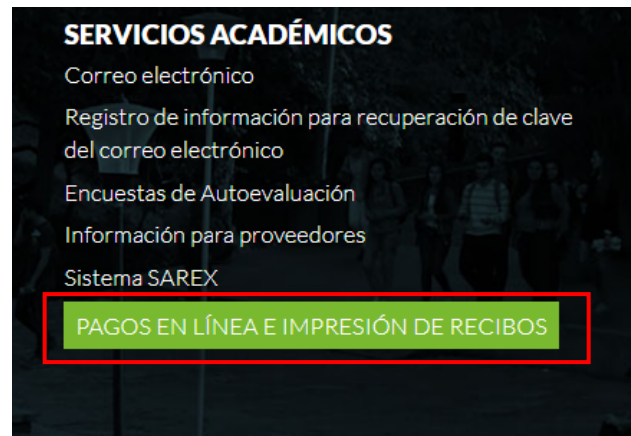 SERVICIOS ACADÉMICOS
Correo electrónico
Registro de información para recuperación de clave
del correo electrónico
Encuestas de Autoevaluación
Información para proveedores
Sistema SAREX
PAGOS EN LÍNEA E IMPRESIÓN DE RECIBOS